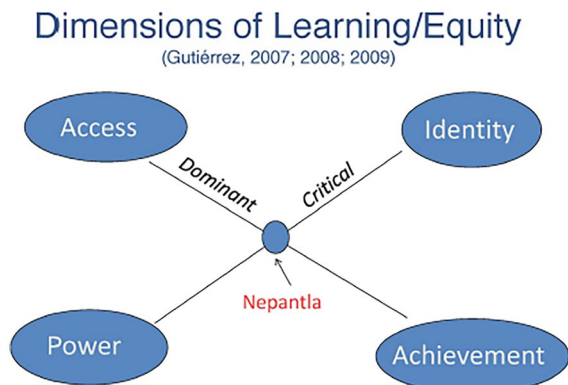 Dimensions of Learning/Equity
(Gutiérrez, 2007; 2008; 2009)
Access
Identity
Dominant
Critical
Nepantla
Power
Achievement